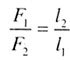 F₁/F₂ = l₂/l₁